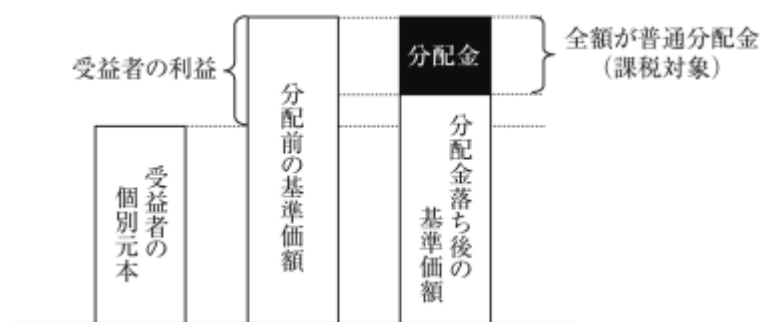 受益者の利益
分配金
全額が普通分配金
(課税対象)
受益者の
個別元本
分配前の基準価額
分配金落ち後の
基準価額